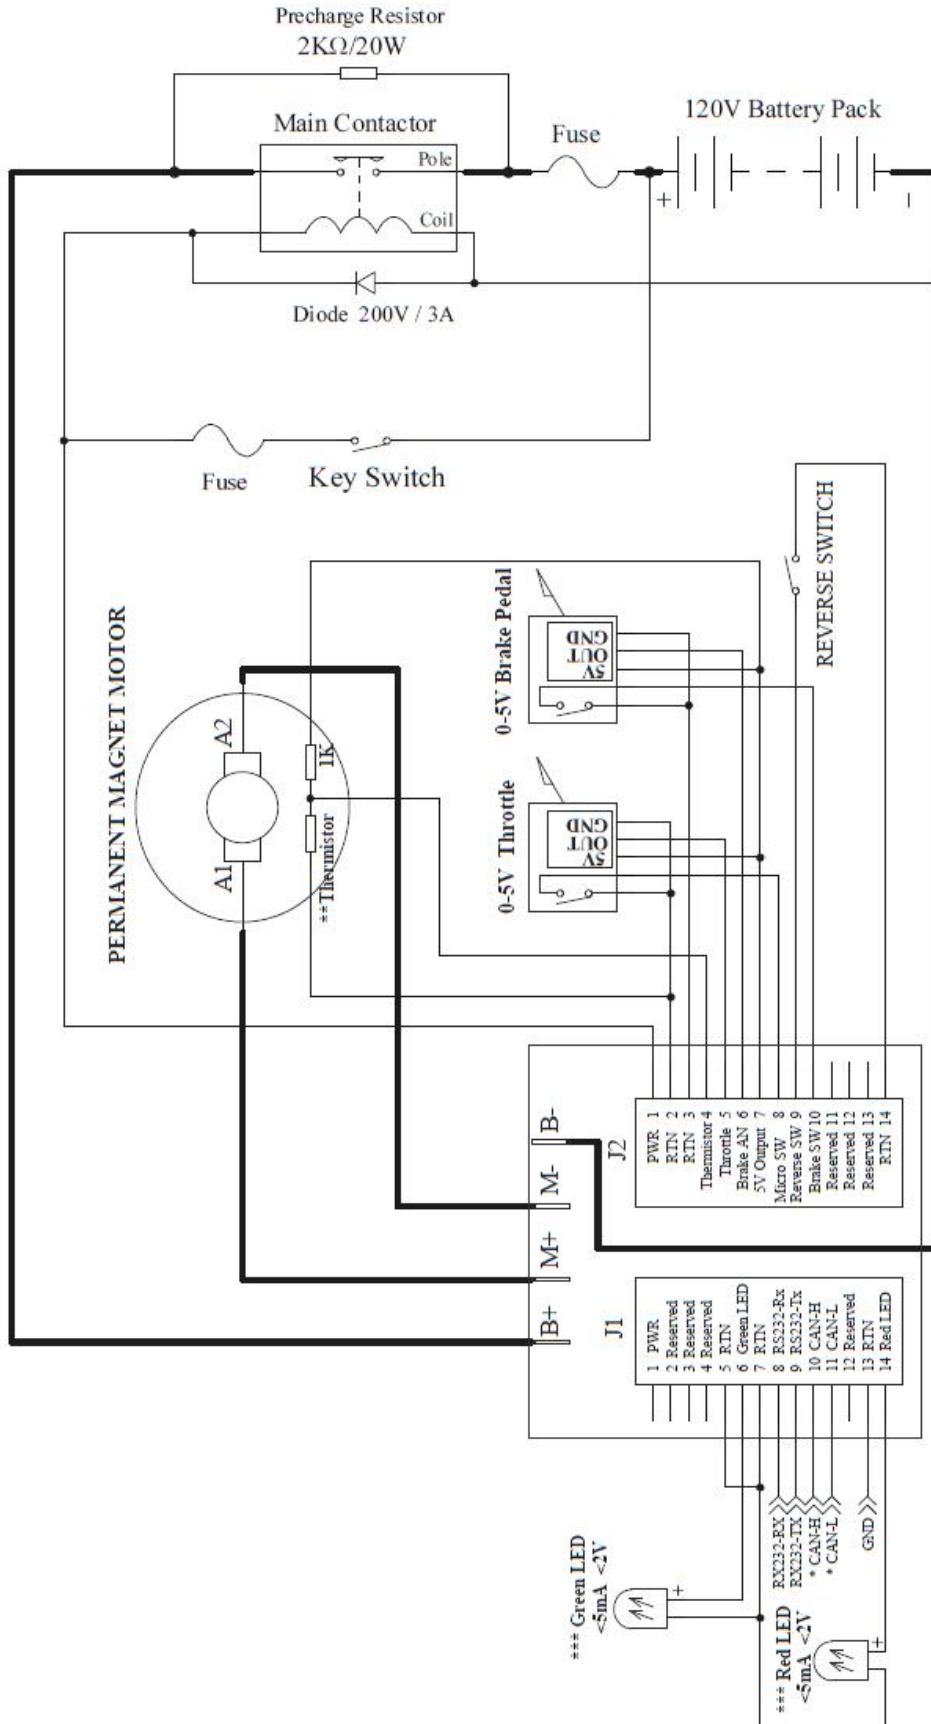 Precharge Resistor
2KΩ/20W
Main Contactor
Pole
Coil
Fuse
120V Battery Pack
+
−
Diode 200V / 3A
Fuse
Key Switch
REVERSE SWITCH
PERMANENT MAGNET MOTOR
A1
A2
1K
**Thermistor
0-5V Brake Pedal
GND
OUT
5V
0-5V Throttle
GND
OUT
5V
B+
M+
M-
B-
J2
PWR 1
RTN 2
RTN 3
Thermistor 4
Throttle 5
Brake AN 6
5V Output 7
Micro SW 8
Reverse SW 9
Brake SW10
Reserved 11
Reserved 12
Reserved 13
RTN 14
J1
1 PWR
2 Reserved
3 Reserved
4 Reserved
5 RTN
6 Green LED
7 RTN
8 RS232-Rx
9 RS232-Tx
10 CAN-H
11 CAN-L
12 Reserved
13 RTN
14 Red LED
RX232-RX
RX232-TX
* CAN-H
* CAN-L
GND
*** Green LED
<5mA <2V
+
*** Red LED
<5mA <2V
+